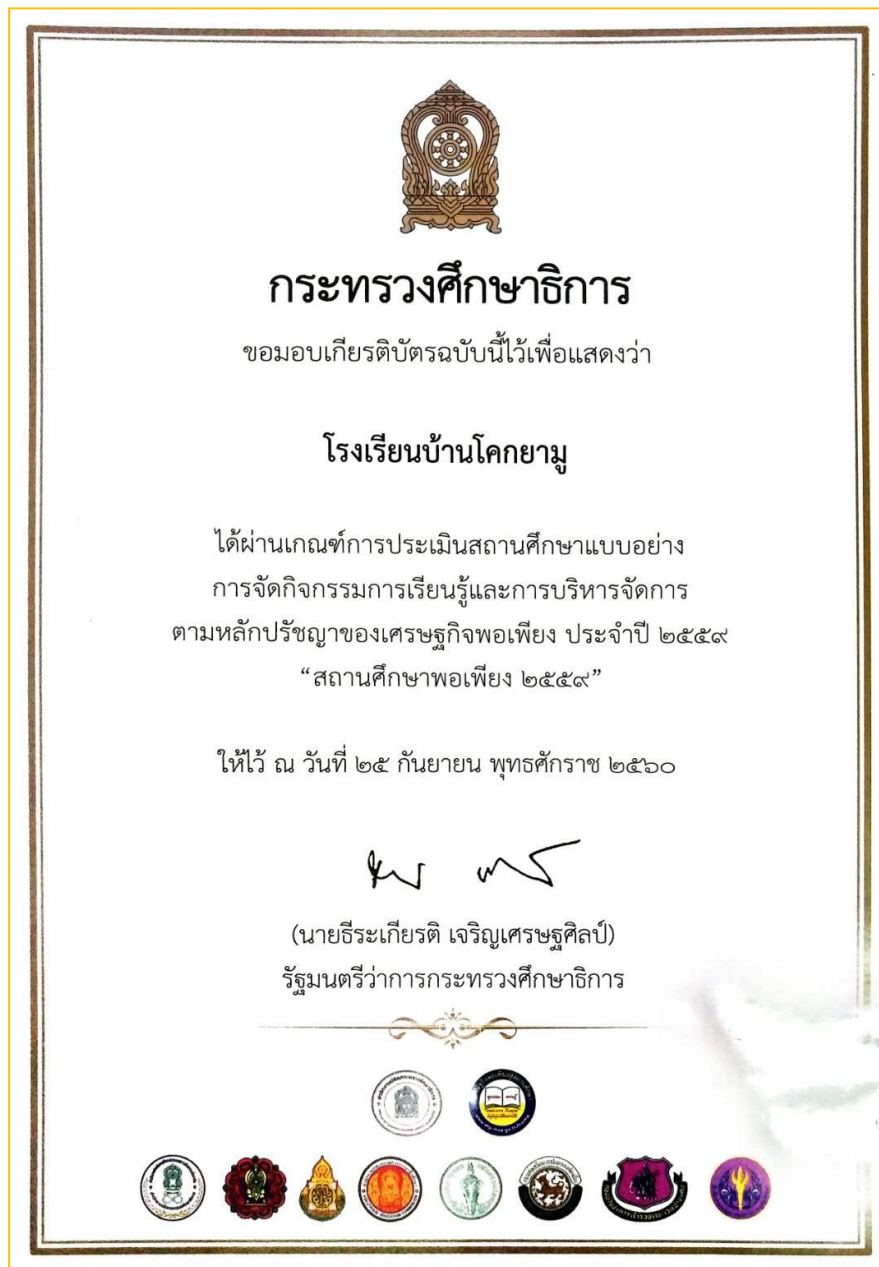 กระทรวงศึกษาธิการ
ขอมอบเกียรติบัตรฉบับนี้ไว้เพื่อแสดงว่า
โรงเรียนบ้านโคกยามู
ได้ผ่านเกณฑ์การประเมินสถานศึกษาแบบอย่าง
การจัดกิจกรรมการเรียนรู้และการบริหารจัดการ
ตามหลักปรัชญาของเศรษฐกิจพอเพียง ประจำปี ๒๕๕๙
“สถานศึกษาพอเพียง ๒๕๕๙”
ให้ไว้ ณ วันที่ ๒๕ กันยายน พุทธศักราช ๒๕๖๐
(นายธีระเกียรติ เจริญเศรษฐศิลป์)
รัฐมนตรีว่าการกระทรวงศึกษาธิการ